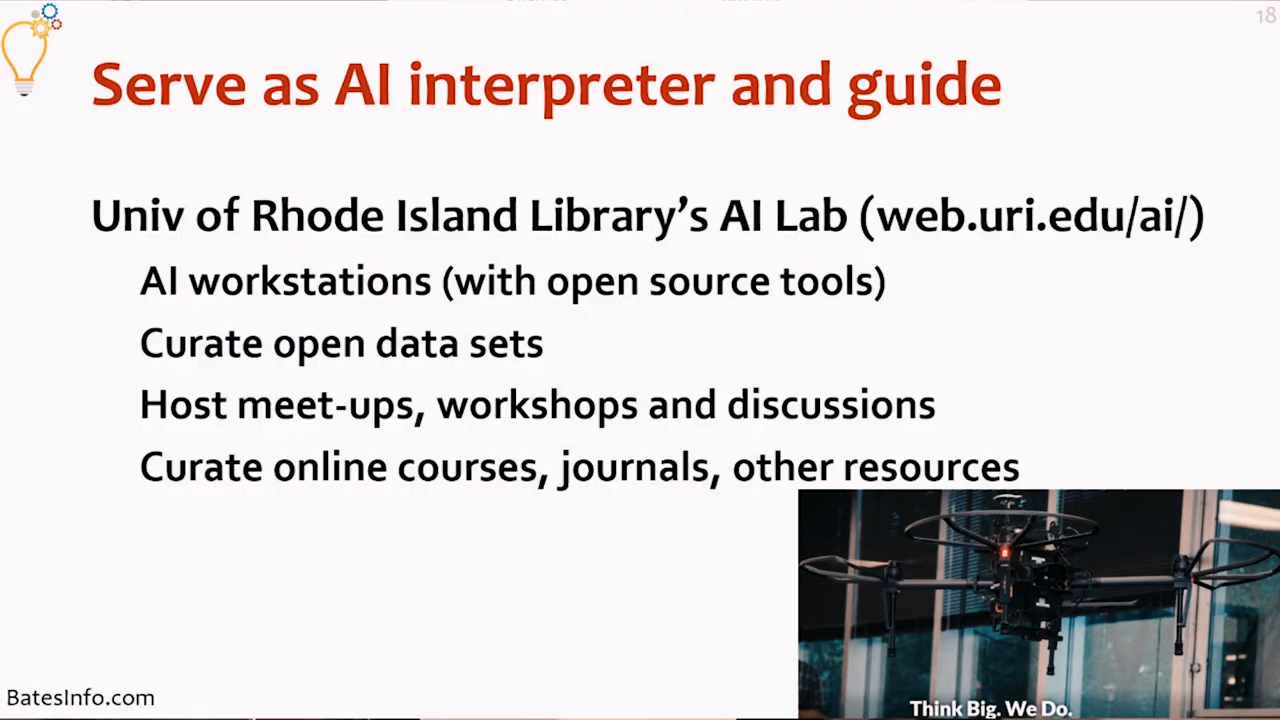 18
Serve as AI interpreter and guide
Univ of Rhode Island Library’s AI Lab (web.uri.edu/ai/)
AI workstations (with open source tools)
Curate open data sets
Host meet-ups, workshops and discussions
Curate online courses, journals, other resources
BatesInfo.com
Think Big. We Do.